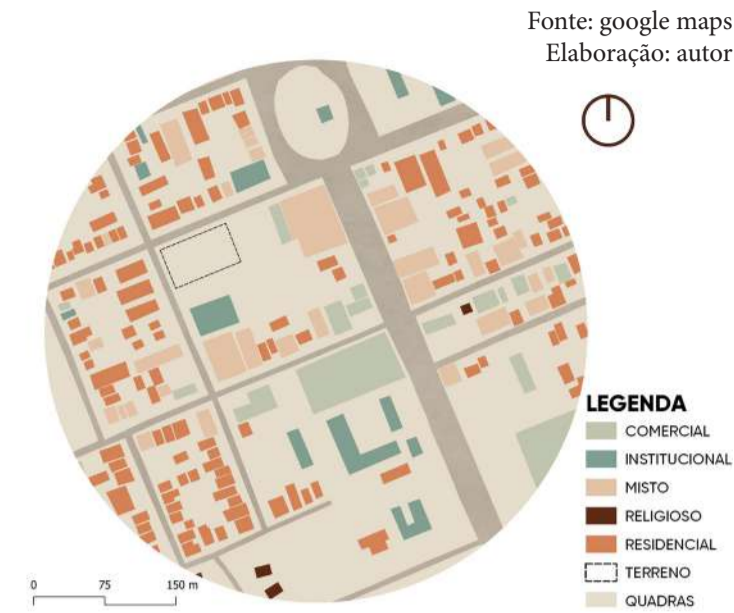 Fonte: google maps
Elaboração: autor
LEGENDA
COMERCIAL
INSTITUCIONAL
MISTO
RELIGIOSO
RESIDENCIAL
TERRENO
QUADRAS
0 75 150 m